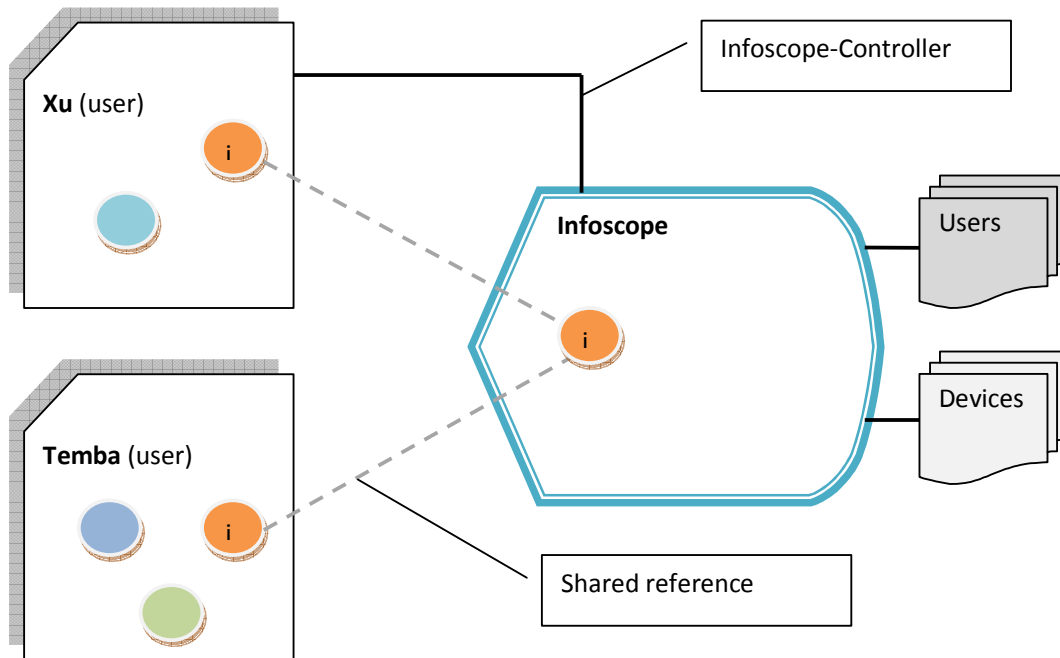 Infoscope-Controller
Xu (user)
i
Infoscope
Users
i
Devices
Temba (user)
i
Shared reference